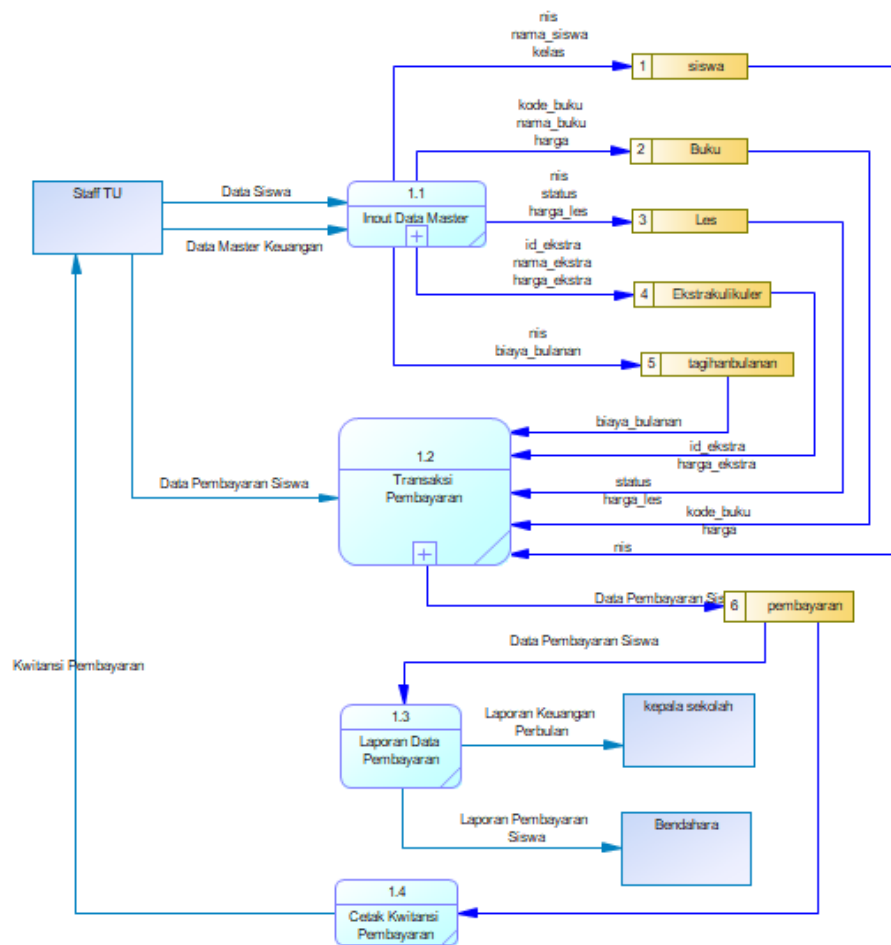 nis
nama_siswa
kelas
1 siswa
kode_buku
nama_buku
harga
2 Buku
Staff TU
Data Siswa
Data Master Keuangan
1.1
Input Data Master
nis
status
harga_les
3 Les
id_ekstra
nama_ekstra
harga_ekstra
4 Ekstrakulikuler
nis
biaya_bulanan
5 tagihanbulanan
biaya_bulanan
1.2
Transaksi
Pembayaran
id_ekstra
harga_ekstra
Data Pembayaran Siswa
status
harga_les
kode_buku
harga
nis
Data Pembayaran Sis
6 pembayaran
Data Pembayaran Siswa
Kwitansi Pembayaran
1.3
Laporan Data
Pembayaran
Laporan Keuangan
Perbulan
kepala sekolah
Laporan Pembayaran
Siswa
Bendahara
1.4
Cetak Kwitansi
Pembayaran